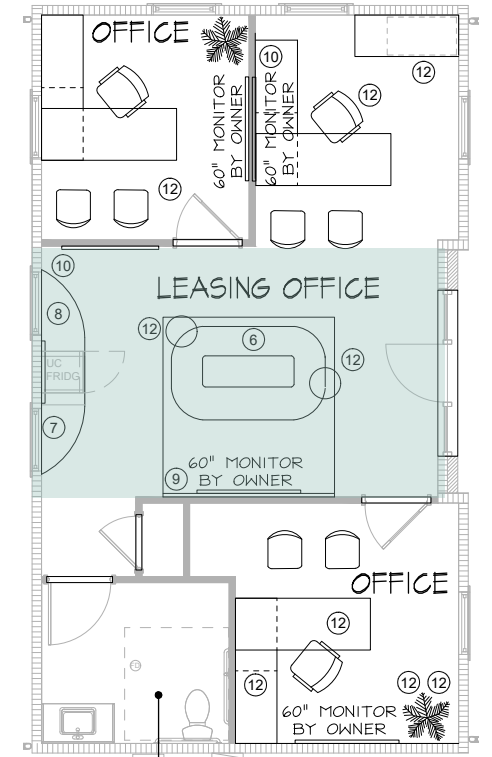 OFFICE
10
12
12
60" MONITOR
BY OWNER
60" MONITOR
BY OWNER
12
10
LEASING OFFICE
8
12
6
12
UC
FRIDG
7
60" MONITOR
BY OWNER
9
OFFICE
12
FD
12
12
12
60" MONITOR
BY OWNER